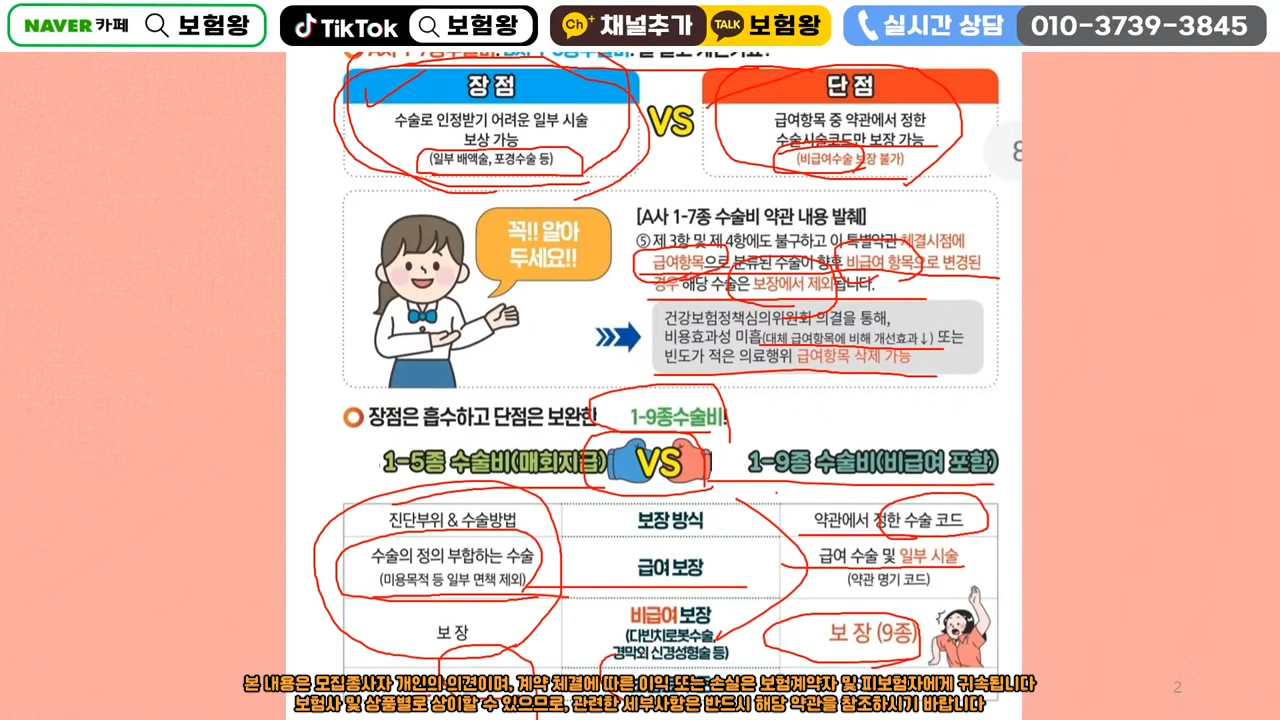 NAVER 카페 보험왕
TikTok 보험왕
Ch+ 채널추가 TALK 보험왕
실시간 상담 010-3739-3845
장점
VS
단점
수술로 인정받기 어려운 일부 시술
보상 가능
(일부 배액술, 포경수술 등)
급여항목 중 약관에서 정한
수술시술코드만 보장 가능
(비급여수술 보장 불가)
8
꼭!! 알아
두세요!!
[A사 1-7종 수술비 약관 내용 발췌]
⑤ 제 3항 및 제 4항에도 불구하고 이 특별약관 체결시점에
급여항목으로 분류된 수술이 향후 비급여 항목으로 변경된
경우 해당 수술은 보장에서 제외됩니다.
건강보험정책심의위원회 의결을 통해,
비용효과성 미흡(대체 급여항목에 비해 개선효과↓) 또는
빈도가 적은 의료행위 급여항목 삭제 가능
장점은 흡수하고 단점은 보완한 1-9종수술비!
1-5종 수술비(매회지급) VS 1-9종 수술비(비급여 포함)
진단부위 & 수술방법
보장 방식
약관에서 정한 수술 코드
수술의 정의 부합하는 수술
(미용목적 등 일부 면책 제외)
급여 보장
급여 수술 및 일부 시술
(약관 명기 코드)
보 장
비급여 보장
(다빈치로봇수술,
경막외 신경성형술 등)
보 장 (9종)
본 내용은 모집종사자 개인의 의견이며, 계약 체결에 따른 이익 또는 손실은 보험계약자 및 피보험자에게 귀속됩니다
보험사 및 상품별로 상이할 수 있으므로, 관련한 세부사항은 반드시 해당 약관을 참조하시기 바랍니다
2